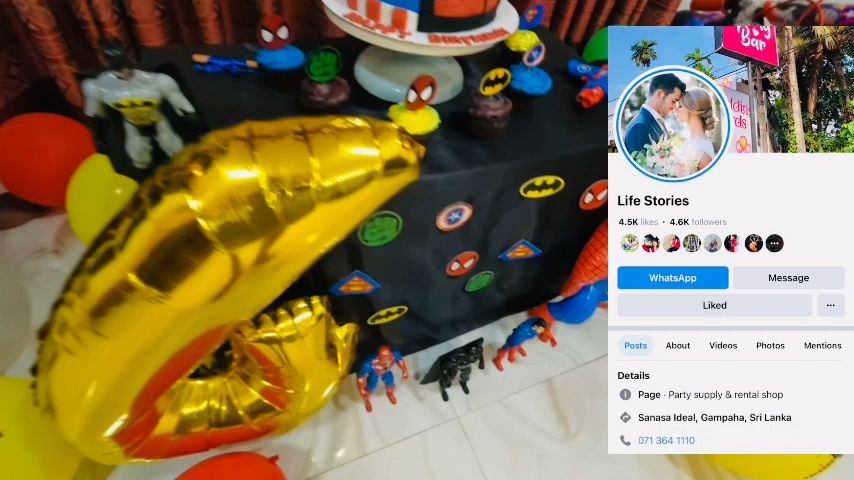 Life Stories
4.5K likes • 4.6K followers
WhatsApp
Message
Liked
Posts
About
Videos
Photos
Mentions
Details
Page · Party supply & rental shop
Sanasa Ideal, Gampaha, Sri Lanka
071 364 1110
Bar